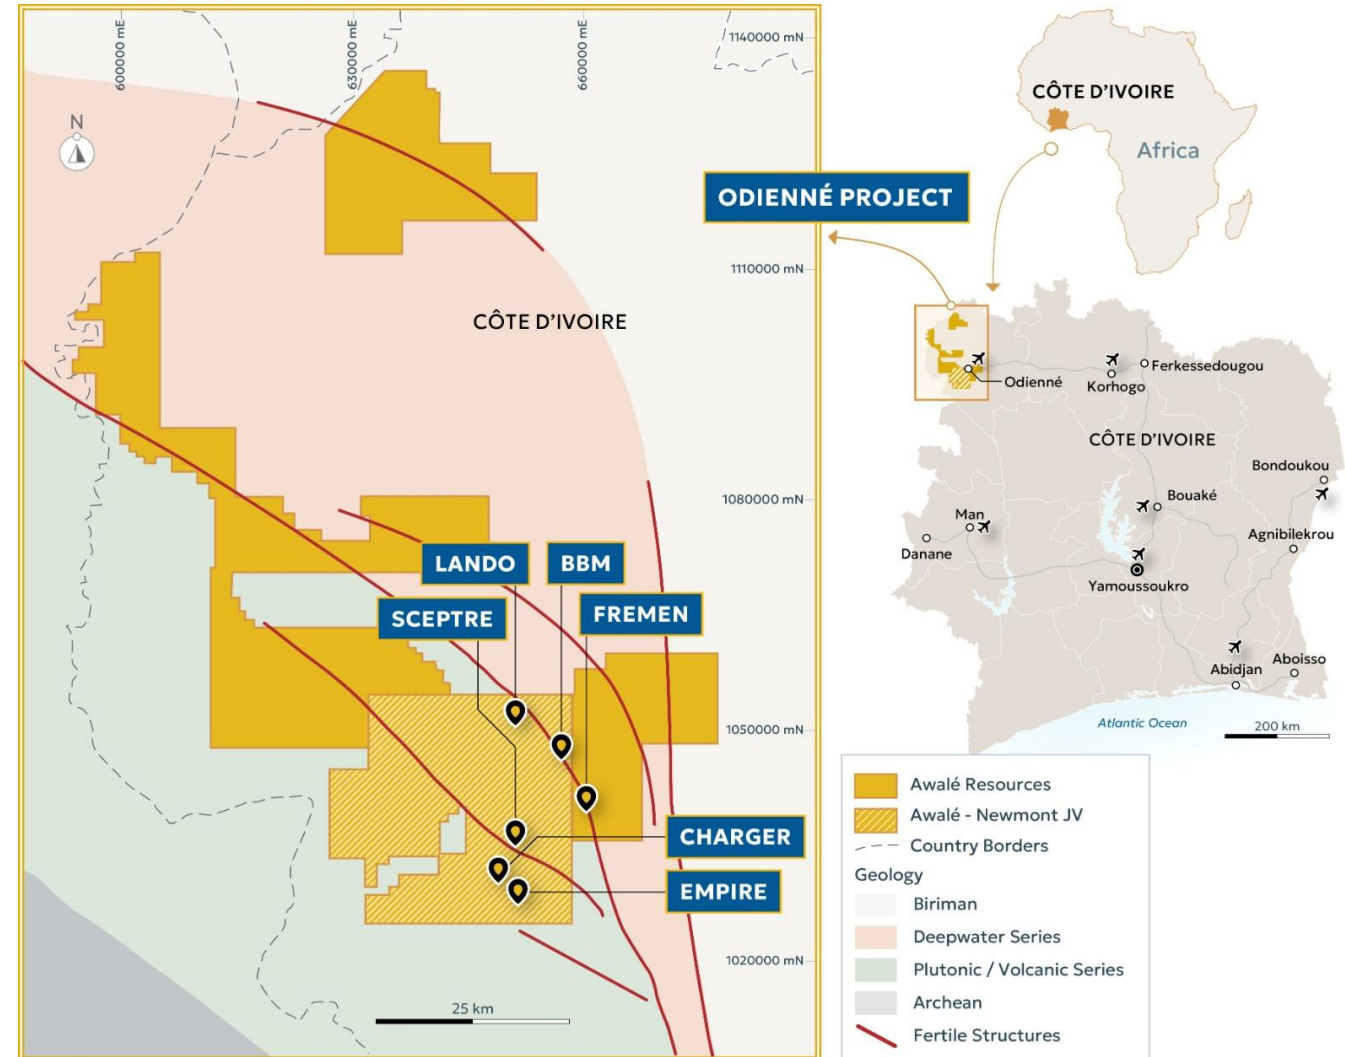 600000 mE
630000 mE
660000 mE
1140000 mN
N
1110000 mN
CÔTE D'IVOIRE
1080000 mN
LANDO
BBM
SCEPTRE
FREMEN
1050000 mN
CHARGER
EMPIRE
1020000 mN
25 km
CÔTE D'IVOIRE
Africa
ODIENNÉ PROJECT
Odienné
Korhogo
Ferkessedougou
CÔTE D'IVOIRE
Bondoukou
Bouaké
Man
Danane
Agnibilekrou
Yamoussoukro
Abidjan
Aboisso
Atlantic Ocean
200 km
Awalé Resources
Awalé - Newmont JV
Country Borders
Geology
Biriman
Deepwater Series
Plutonic / Volcanic Series
Archean
Fertile Structures